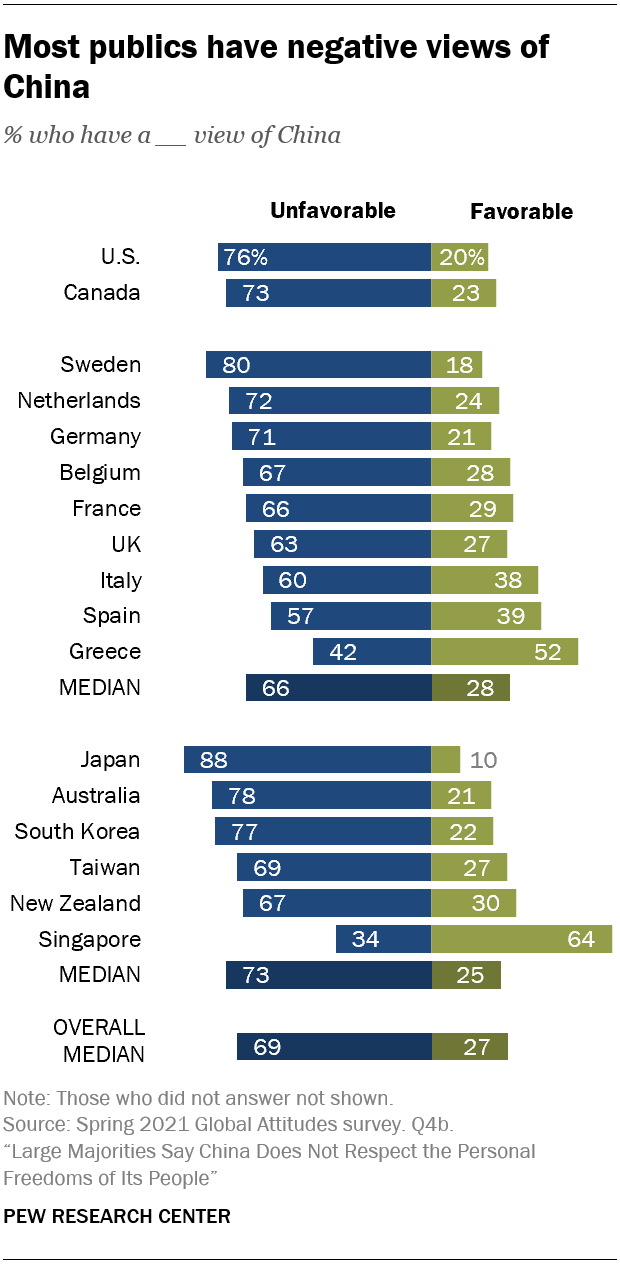 Most publics have negative views of
China
% who have a __ view of China
Unfavorable Favorable
U.S. 76% 20%
Canada 73 23
Sweden 80 18
Netherlands 72 24
Germany 71 21
Belgium 67 28
France 66 29
UK 63 27
Italy 60 38
Spain 57 39
Greece 42 52
MEDIAN 66 28
Japan 88 10
Australia 78 21
South Korea 77 22
Taiwan 69 27
New Zealand 67 30
Singapore 34 64
MEDIAN 73 25
OVERALL
MEDIAN 69 27
Note: Those who did not answer not shown.
Source: Spring 2021 Global Attitudes survey. Q4b.
“Large Majorities Say China Does Not Respect the Personal
Freedoms of Its People”
PEW RESEARCH CENTER